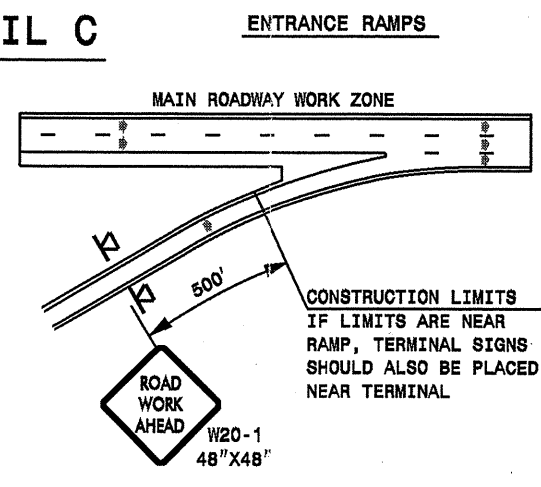 IL C
ENTRANCE RAMPS
MAIN ROADWAY WORK ZONE
500'
CONSTRUCTION LIMITS
IF LIMITS ARE NEAR
RAMP, TERMINAL SIGNS
SHOULD ALSO BE PLACED
NEAR TERMINAL
ROAD
WORK
AHEAD
W20-1
48"X48"